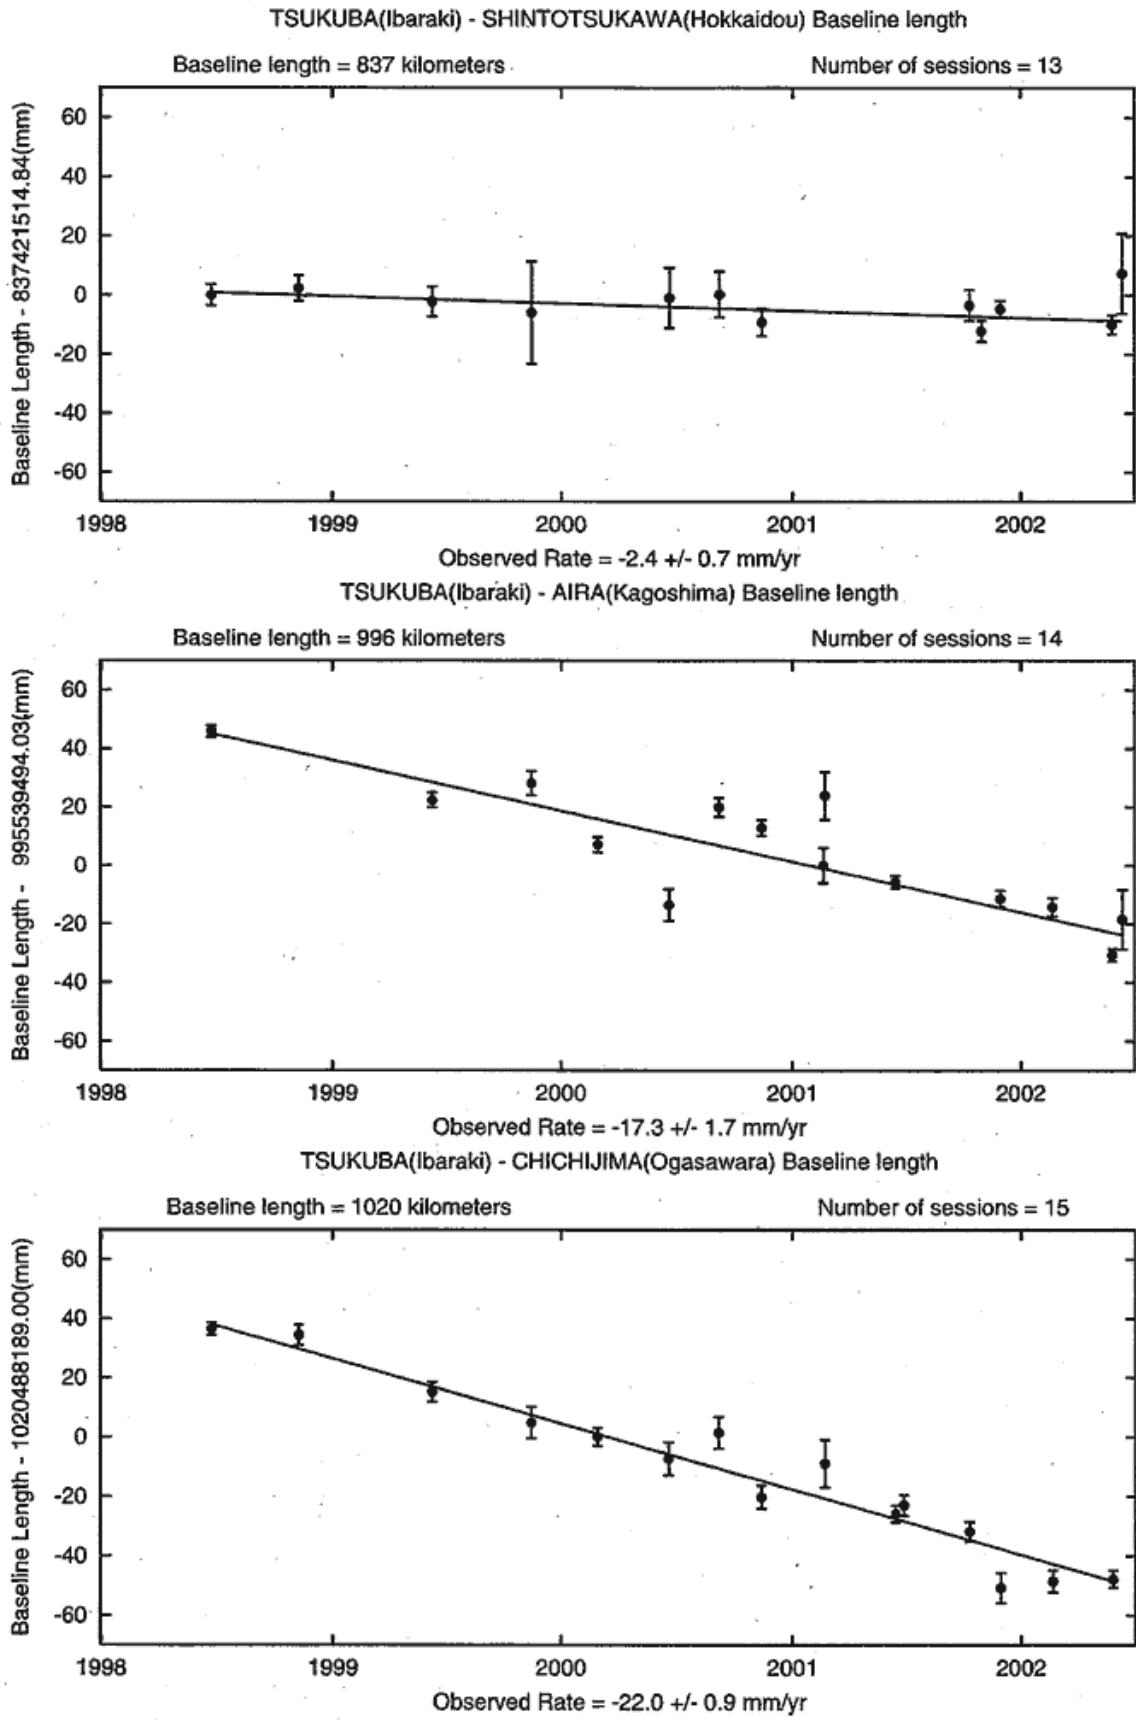 TSUKUBA(Ibaraki) - SHINTOTSUKAWA(Hokkaidou) Baseline length
Baseline length = 837 kilometers
Number of sessions = 13
Baseline Length - 837421514.84(mm)
60
40
20
0
-20
-40
-60
1998
1999
2000
2001
2002
Observed Rate = -2.4 +/- 0.7 mm/yr
TSUKUBA(Ibaraki) - AIRA(Kagoshima) Baseline length
Baseline length = 996 kilometers
Number of sessions = 14
Baseline Length - 995539494.03(mm)
60
40
20
0
-20
-40
-60
1998
1999
2000
2001
2002
Observed Rate = -17.3 +/- 1.7 mm/yr
TSUKUBA(Ibaraki) - CHICHIJIMA(Ogasawara) Baseline length
Baseline length = 1020 kilometers
Number of sessions = 15
Baseline Length - 1020488189.00(mm)
60
40
20
0
-20
-40
-60
1998
1999
2000
2001
2002
Observed Rate = -22.0 +/- 0.9 mm/yr